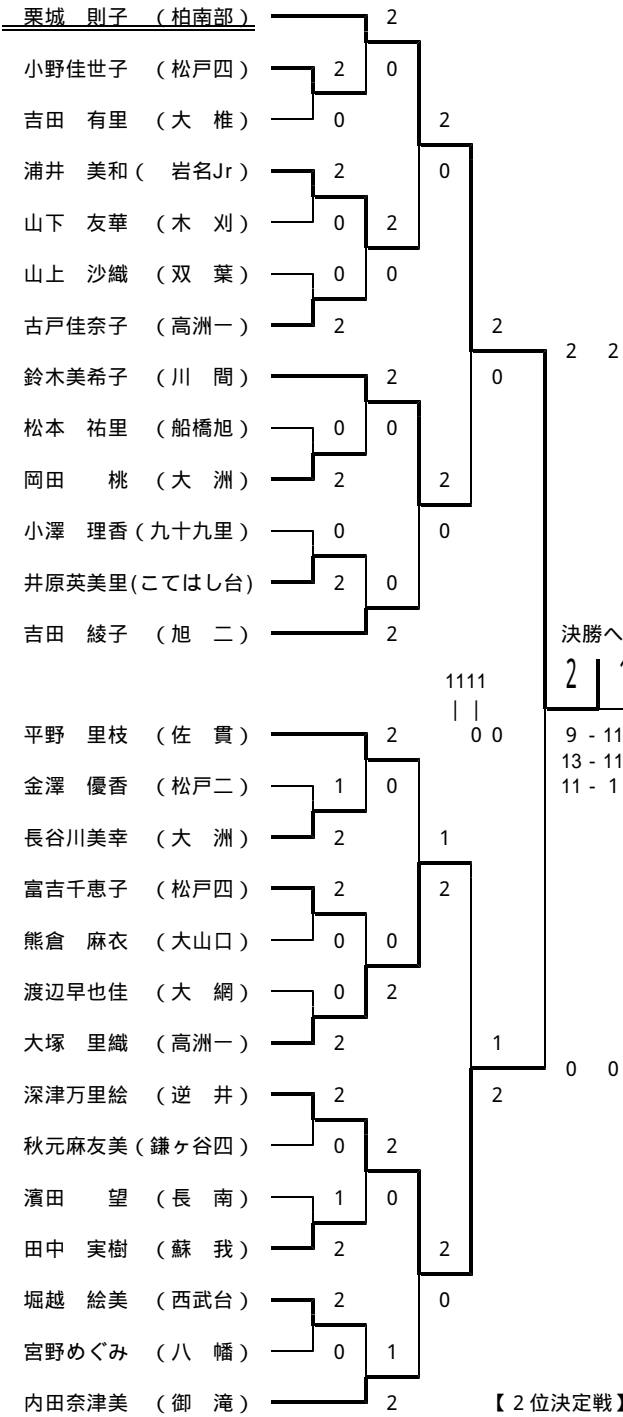 栗城　則子　（柏南部）　2
小野佳世子　（松戸四）　2　0
吉田　有里　（大　椎）　0　2
浦井　美和（　岩名Jr）　2　0
山下　友華　（木　刈）　0　2
山上　沙織　（双　葉）　0　0
古戸佳奈子　（高洲一）　2　2
2　2
鈴木美希子　（川　間）　2　0
松本　祐里　（船橋旭）　0　0
岡田　　桃　（大　洲）　2　2
小澤　理香（九十九里）　0　0
井原英美里(こてはし台)　2　0
吉田　綾子　（旭　二）　2　決勝へ
1111　2
| |
平野　里枝　（佐　貫）　2　0 0　9 - 11
13 - 11
金澤　優香　（松戸二）　1　0　11 - 1
長谷川美幸　（大　洲）　2　1
富吉千恵子　（松戸四）　2　2
熊倉　麻衣　（大山口）　0　0
渡辺早也佳　（大　網）　0　2
大塚　里織　（高洲一）　2　1
0　0
深津万里絵　（逆　井）　2　2
秋元麻友美（鎌ヶ谷四）　0　2
濱田　　望　（長　南）　1　0
田中　実樹　（蘇　我）　2　2
堀越　絵美　（西武台）　2　0
宮野めぐみ　（八　幡）　0　1
内田奈津美　（御　滝）　2　【２位決定戦】